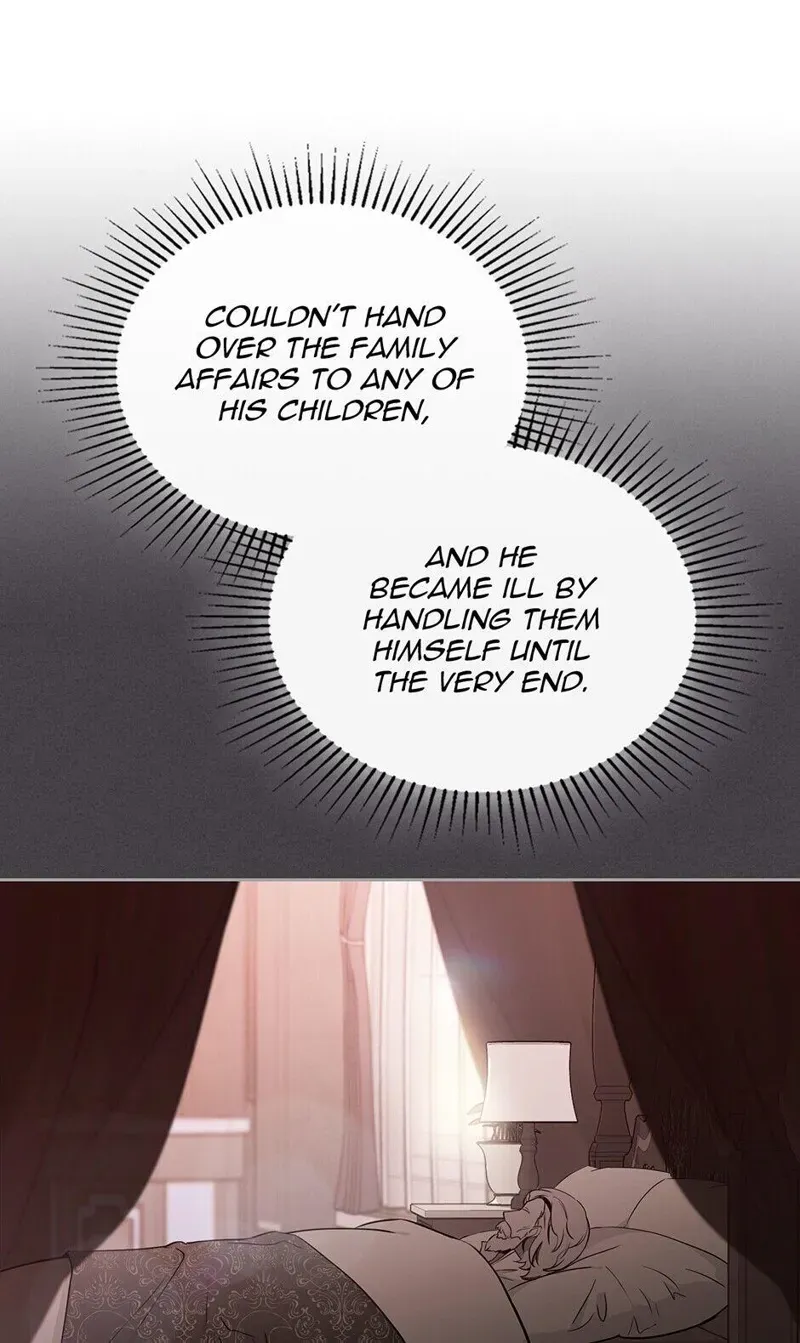 COULDN'T HAND
OVER THE FAMILY
AFFAIRS TO ANY OF
HIS CHILDREN,
AND HE
BECAME ILL BY
HANDLING THEM
HIMSELF UNTIL
THE VERY END.